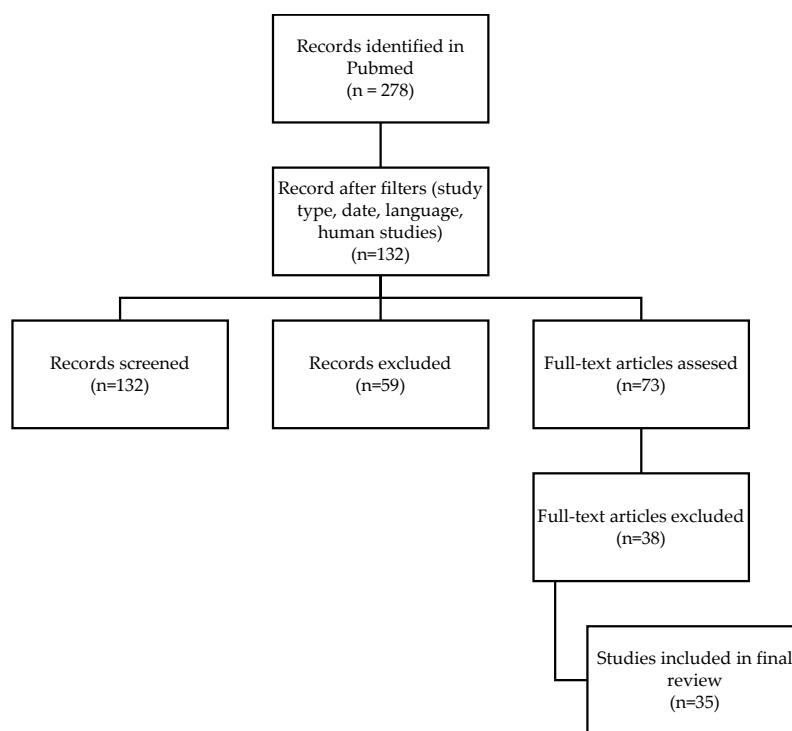 Records identified in
Pubmed
(n = 278)
Record after filters (study
type, date, language,
human studies)
(n=132)
Records screened
(n=132)
Records excluded
(n=59)
Full-text articles assesed
(n=73)
Full-text articles excluded
(n=38)
Studies included in final
review
(n=35)